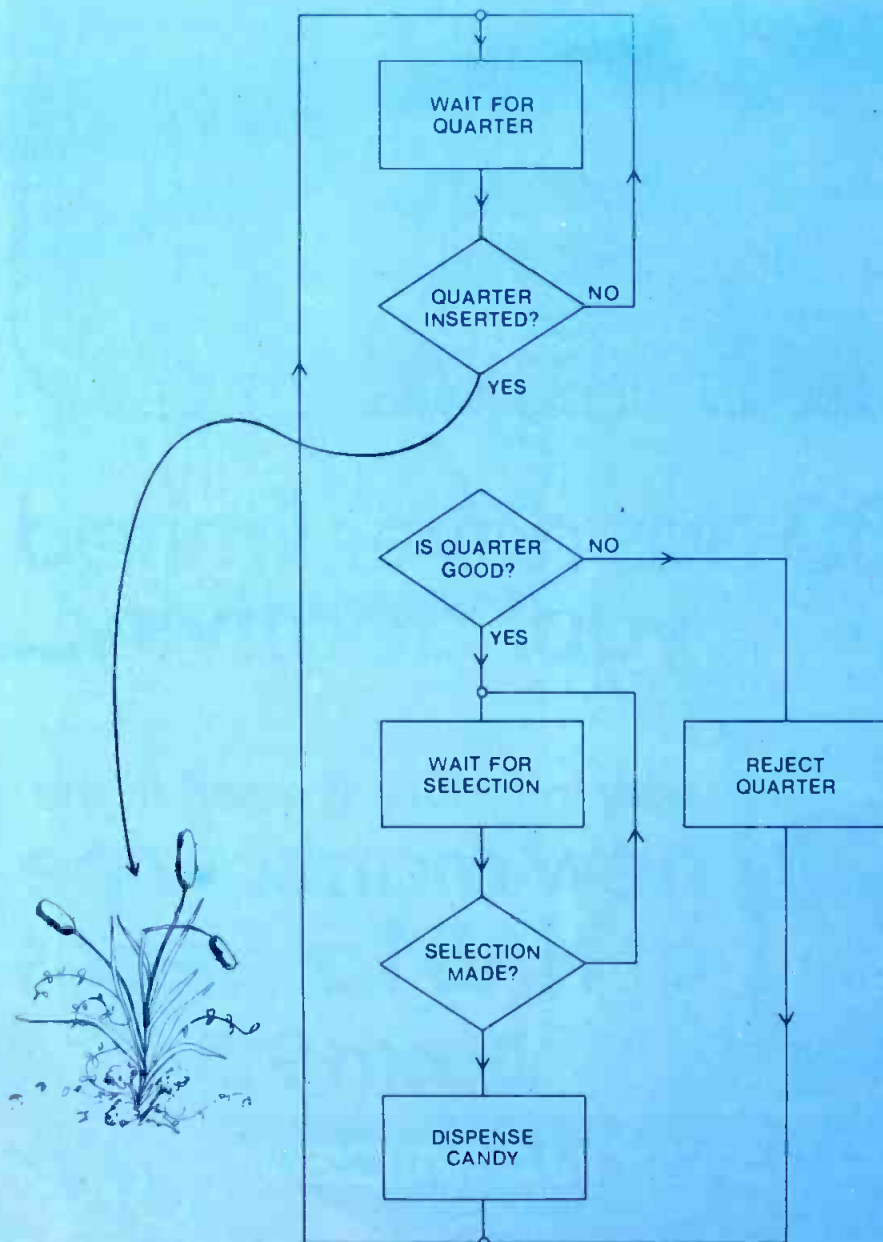 WAIT FOR
QUARTER
QUARTER
INSERTED?
NO
YES
IS QUARTER
GOOD?
NO
YES
WAIT FOR
SELECTION
REJECT
QUARTER
SELECTION
MADE?
DISPENSE
CANDY